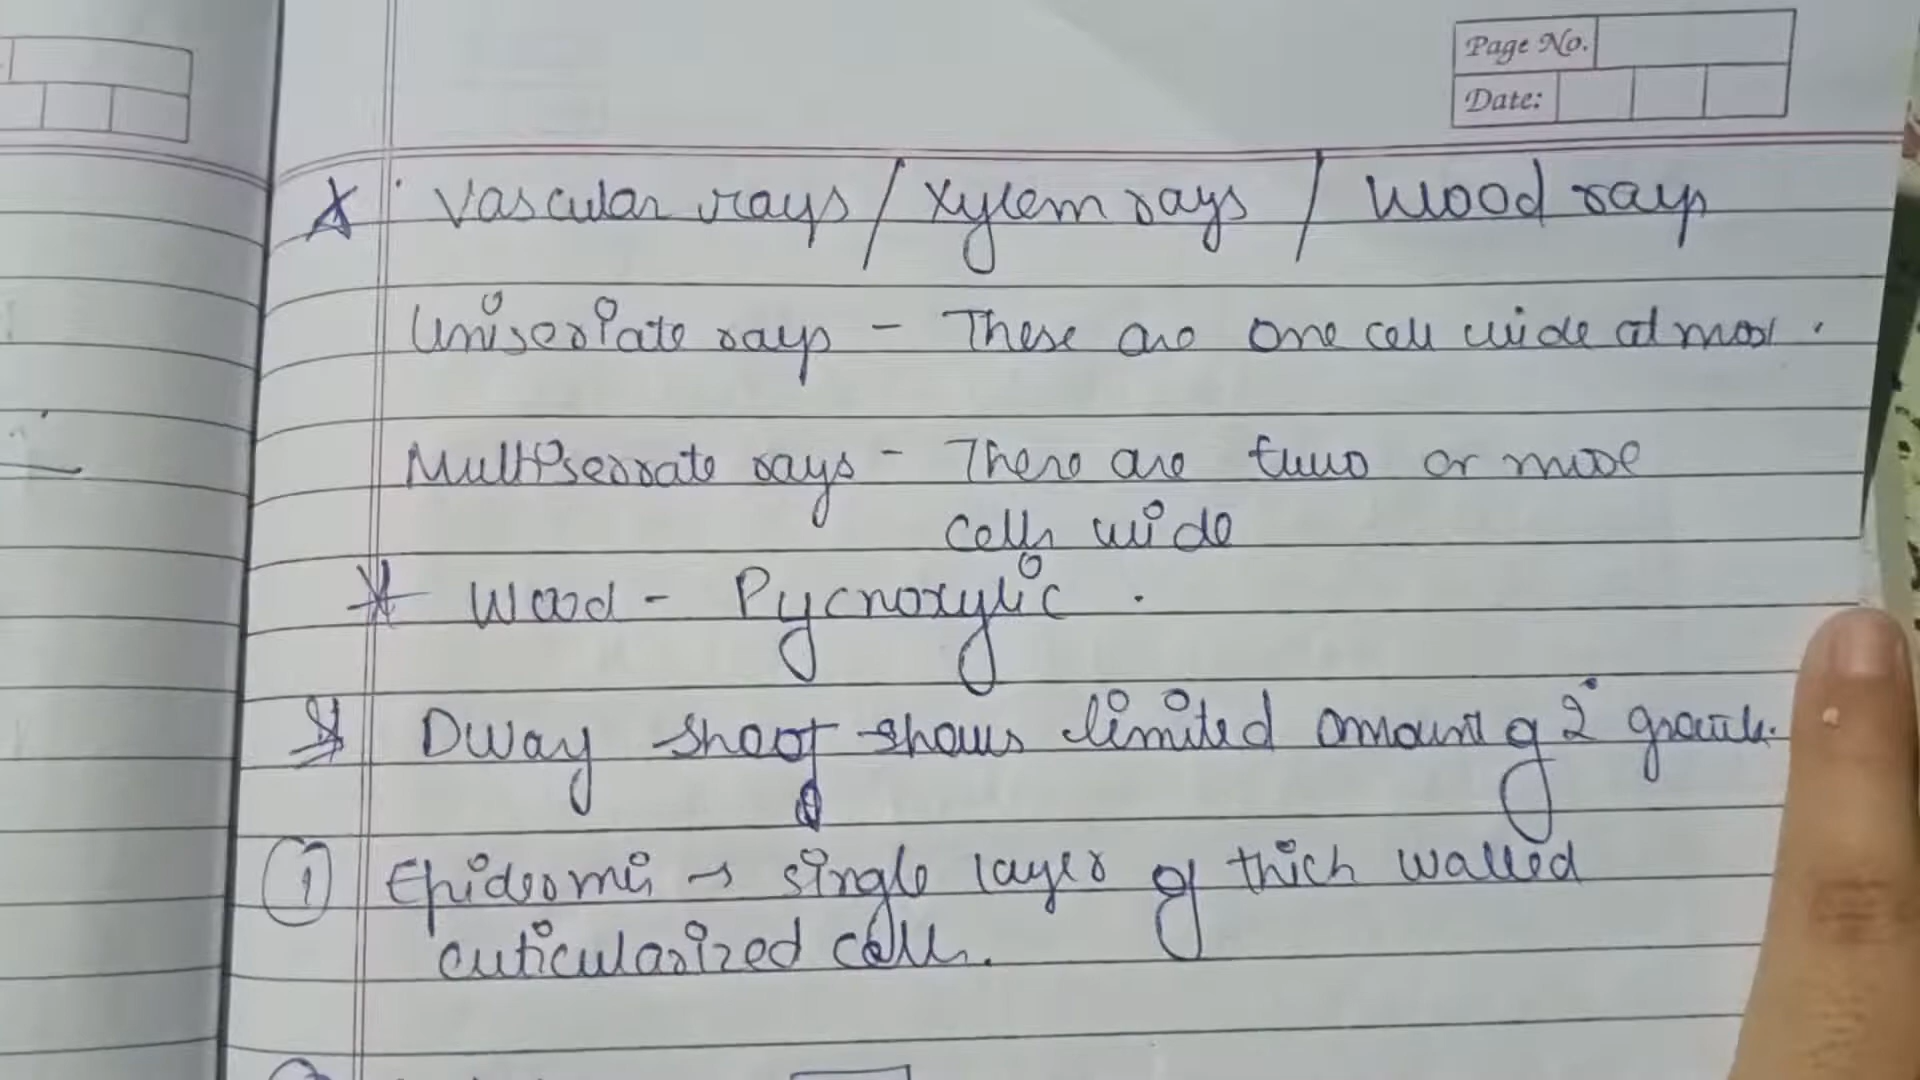 Page No.
Date:
Vascular rays / Xylem rays / Wood rays
Uniseriate rays - These are one cell wide at most.
Multiserrate rays - There are two or more
cells wide
Wood - Pycnoxylic.
Dway shoot shows limited amount of 2° growth.
① Epidermis → single layer of thick walled
cuticularized cells.